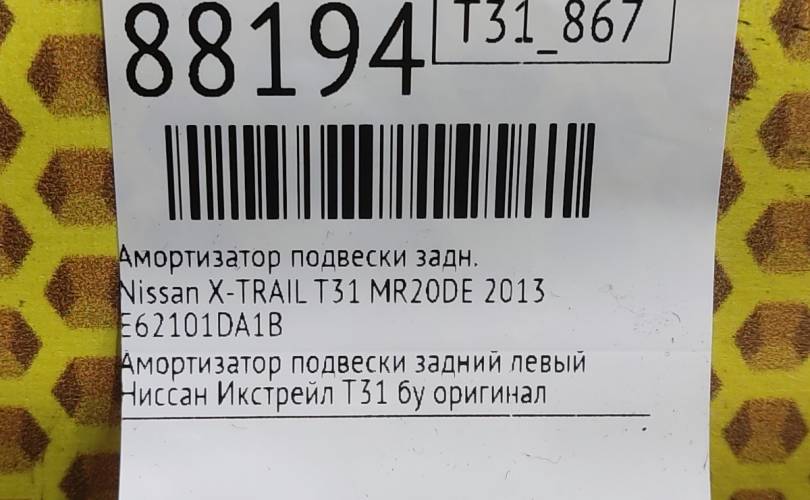 88194
T31_867
Амортизатор подвески задн.
Nissan X-TRAIL T31 MR20DE 2013
E62101DA1B
Амортизатор подвески задний левый
Ниссан Икстрейл Т31 бу оригинал